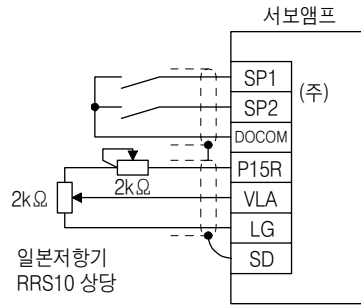 서보앰프
SP1
(주)
SP2
DOCOM
P15R
2kΩ
VLA
2kΩ
LG
SD
일본저항기
RRS10 상당